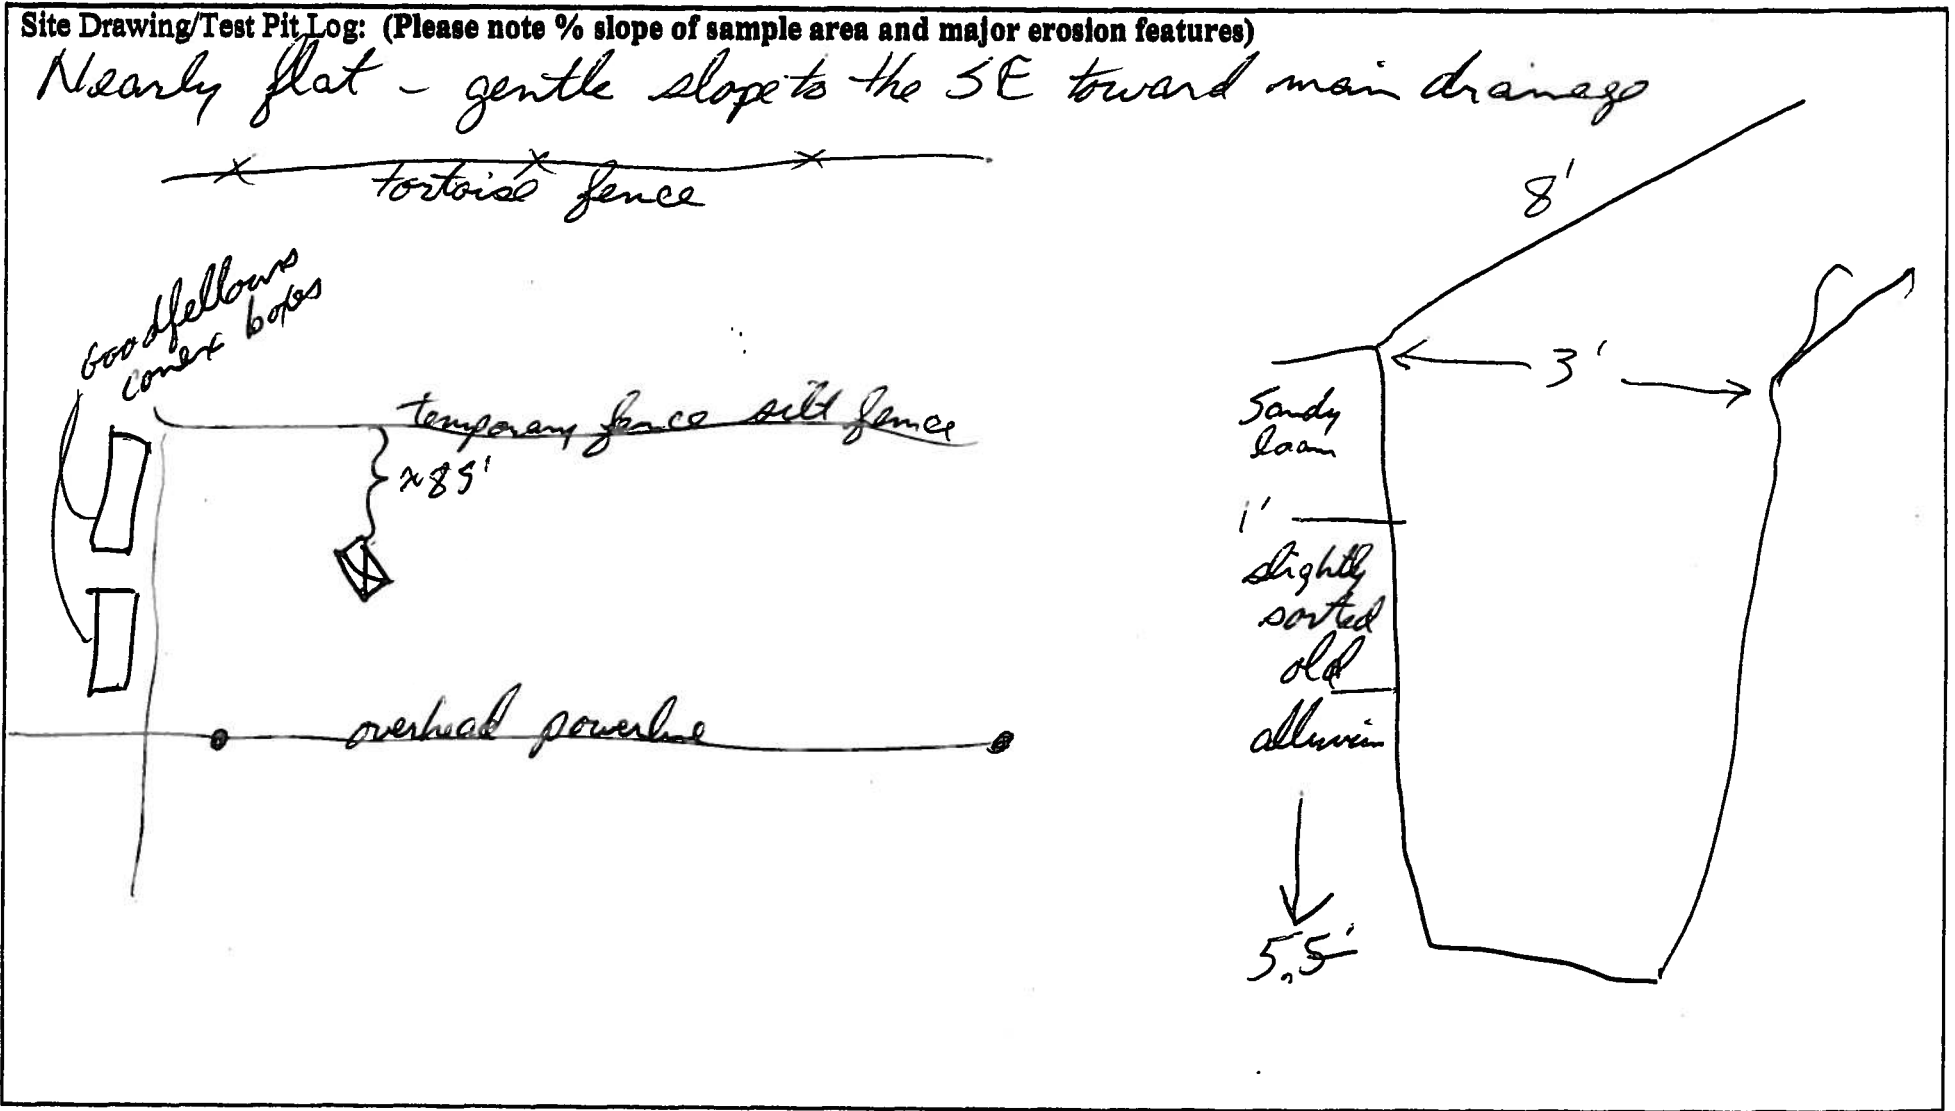 Site Drawing/Test Pit Log: (Please note % slope of sample area and major erosion features)
Nearly flat - gentle slope to the SE toward main drainage
tortoise fence
Goodfellows
conex boxes
temporary fence silt fence
≈85'
overhead powerline
8'
3'
Sandy
loam
1'
slightly
sorted
old
alluvium
5.5'